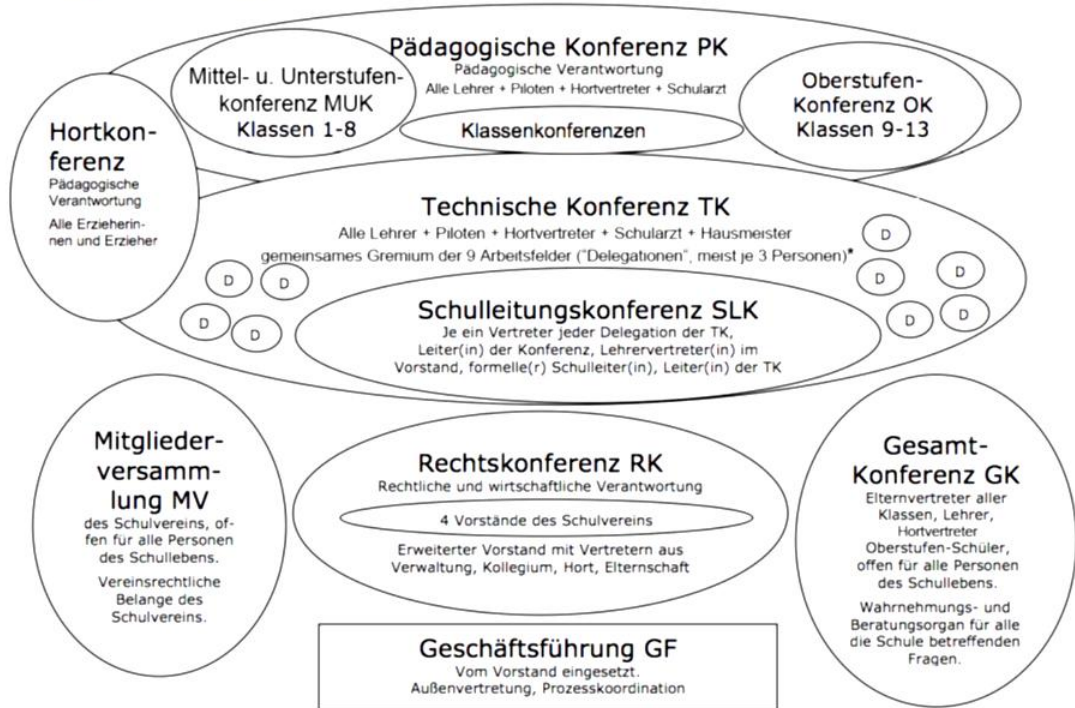 Pädagogische Konferenz PK
Pädagogische Verantwortung
Alle Lehrer + Piloten + Hortvertreter + Schularzt
Mittel- u. Unterstufen-
konferenz MUK
Klassen 1-8
Klassenkonferenzen
Oberstufen-
Konferenz OK
Klassen 9-13
Hortkon-
ferenz
Pädagogische
Verantwortung
Alle Erzieherin-
nen und Erzieher
Technische Konferenz TK
Alle Lehrer + Piloten + Hortvertreter + Schularzt + Hausmeister
gemeinsames Gremium der 9 Arbeitsfelder ("Delegationen", meist je 3 Personen)*
D
D
D
D
D
D
D
D
D
Schulleitungskonferenz SLK
Je ein Vertreter jeder Delegation der TK,
Leiter(in) der Konferenz, Lehrervertreter(in) im
Vorstand, formelle(r) Schulleiter(in), Leiter(in) der TK
Mitglieder-
versamm-
lung MV
des Schulvereins, of-
fen für alle Personen
des Schullebens.
Vereinsrechtliche
Belange des
Schulvereins.
Rechtskonferenz RK
Rechtliche und wirtschaftliche Verantwortung
4 Vorstände des Schulvereins
Erweiterter Vorstand mit Vertretern aus
Verwaltung, Kollegium, Hort, Elternschaft
Gesamt-
Konferenz GK
Elternvertreter aller
Klassen, Lehrer,
Hortvertreter
Oberstufen-Schüler,
offen für alle Personen
des Schullebens.
Wahrnehmungs- und
Beratungsorgan für alle
die Schule betreffenden
Fragen.
Geschäftsführung GF
Vom Vorstand eingesetzt.
Außenvertretung, Prozesskoordination